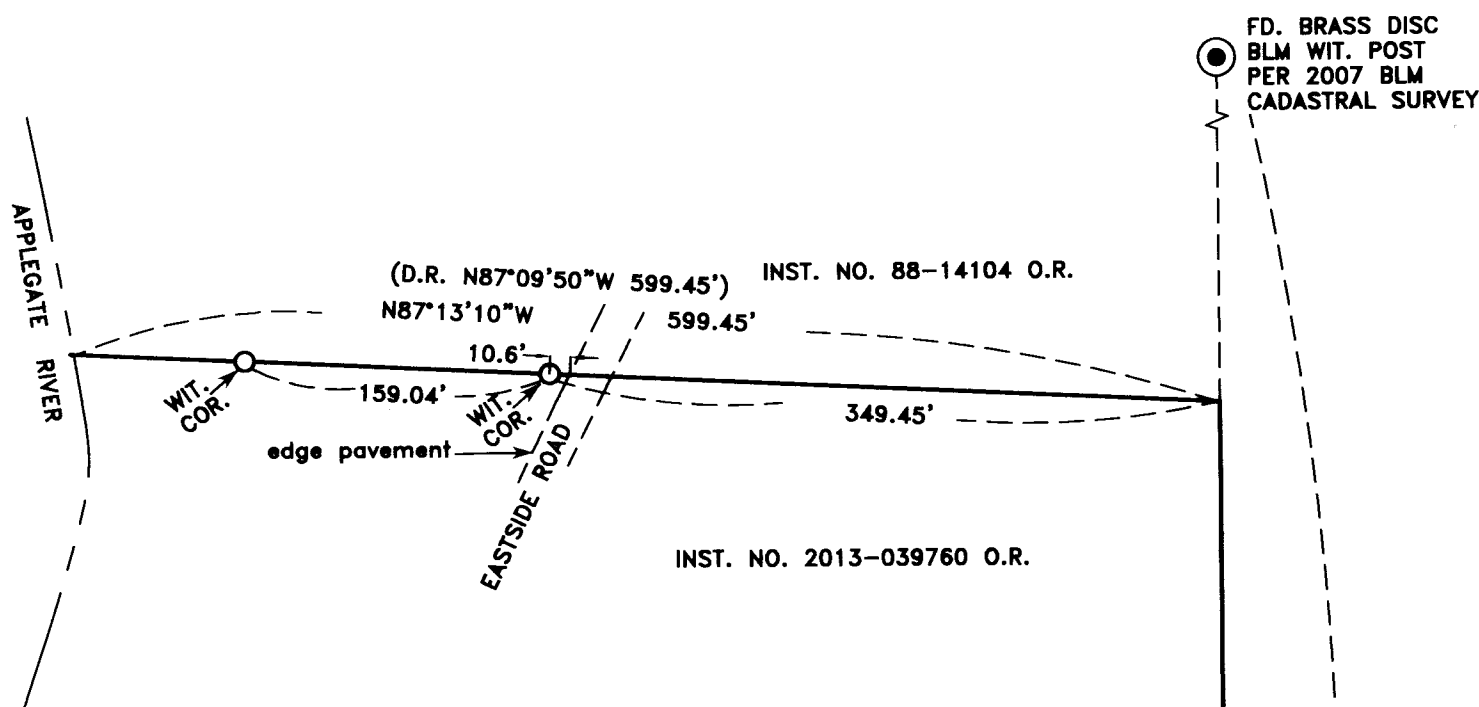 FD. BRASS DISC
BLM WIT. POST
PER 2007 BLM
CADASTRAL SURVEY
APPLEGATE RIVER
(D.R. N87°09'50"W 599.45')
INST. NO. 88-14104 O.R.
N87°13'10"W
599.45'
10.6'
WIT.
COR.
159.04'
WIT.
COR.
349.45'
edge pavement
EASTSIDE ROAD
INST. NO. 2013-039760 O.R.